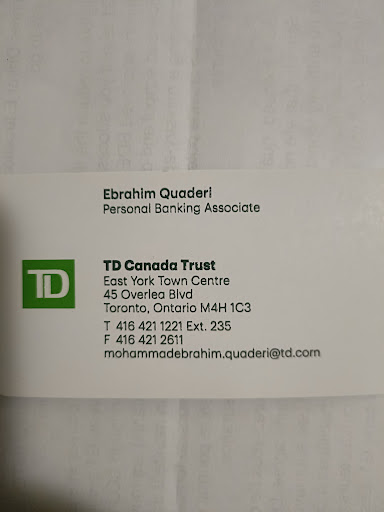 Ebrahim Quaderi
Personal Banking Associate
TD
TD Canada Trust
East York Town Centre
45 Overlea Blvd
Toronto, Ontario M4H 1C3
T 416 421 1221 Ext. 235
F 416 421 2611
mohammadebrahim.quaderi@td.com